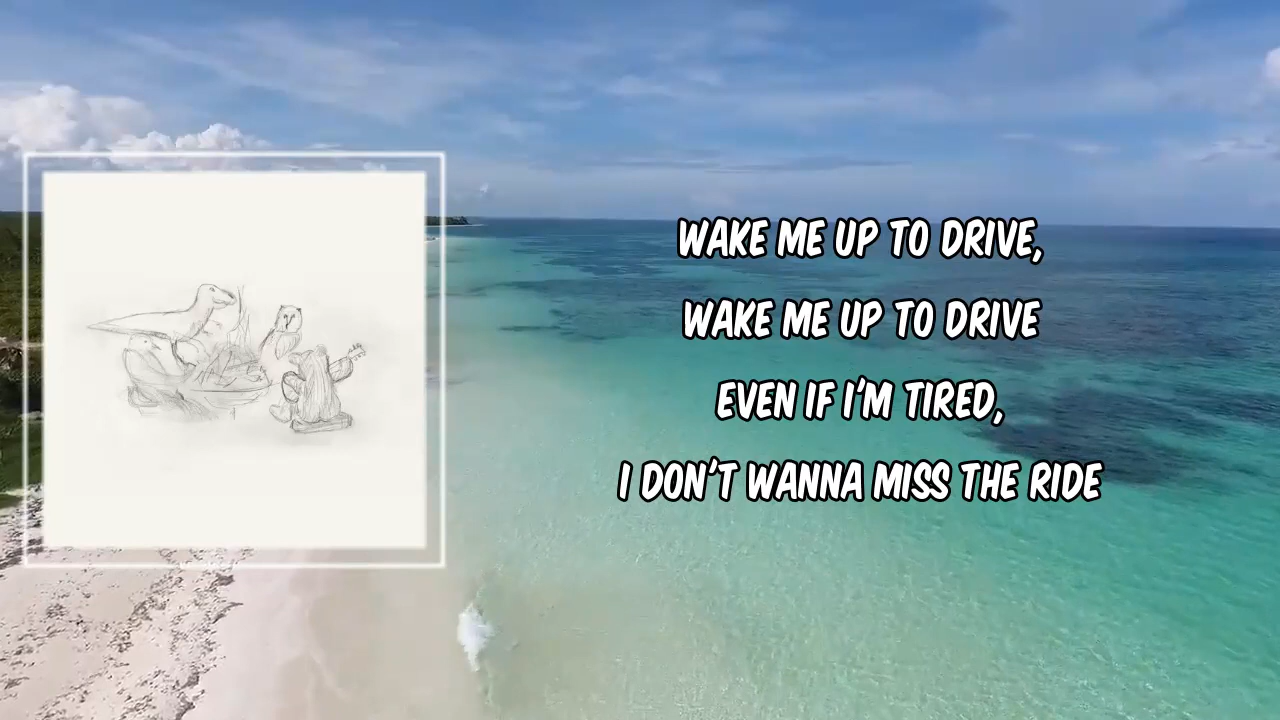 WAKE ME UP TO DRIVE,
WAKE ME UP TO DRIVE
EVEN IF I'M TIRED,
I DON'T WANNA MISS THE RIDE